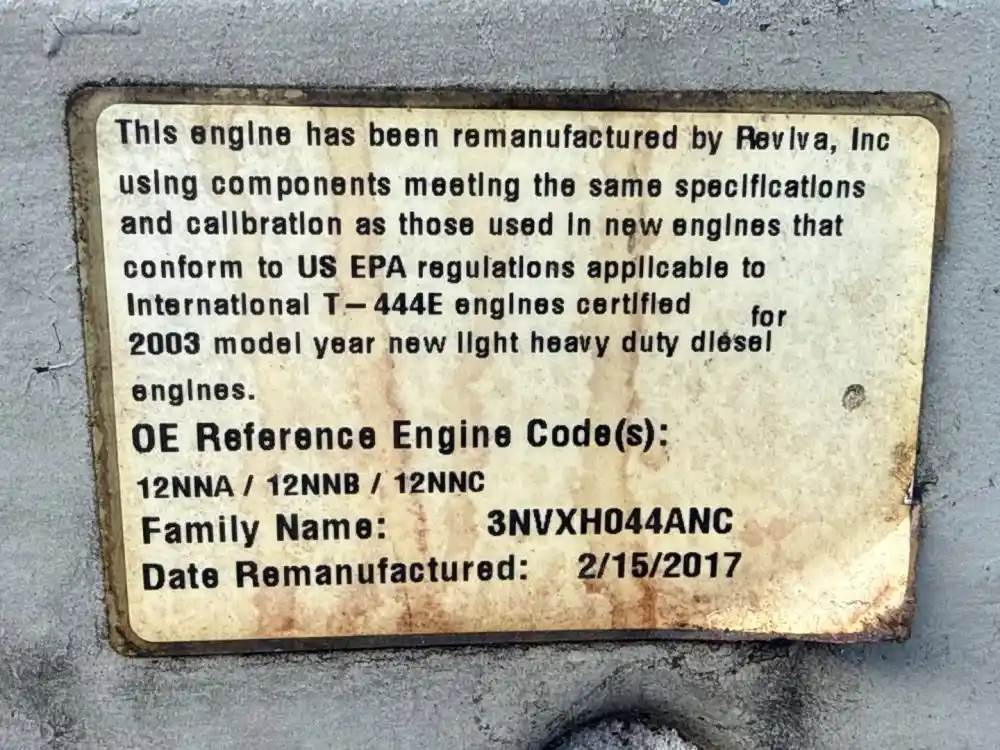 This engine has been remanufactured by Reviva, Inc
using components meeting the same specifications
and calibration as those used in new engines that
conform to US EPA regulations applicable to
International T-444E engines certified for
2003 model year new light heavy duty diesel
engines.
OE Reference Engine Code(s):
12NNA / 12NNB / 12NNC
Family Name: 3NVXH044ANC
Date Remanufactured: 2/15/2017